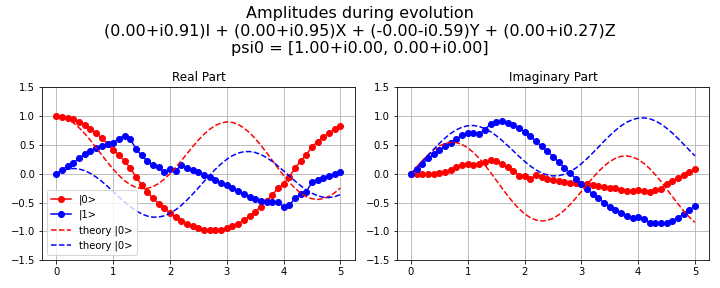 Amplitudes during evolution
(0.00+i0.91)I + (0.00+i0.95)X + (-0.00-i0.59)Y + (0.00+i0.27)Z
psi0 = [1.00+i0.00, 0.00+i0.00]
Real Part
1.5
1.0
0.5
0.0
−0.5
−1.0
−1.5
0 1 2 3 4 5
|0>
|1>
theory |0>
theory |0>
Imaginary Part
1.5
1.0
0.5
0.0
−0.5
−1.0
−1.5
0 1 2 3 4 5